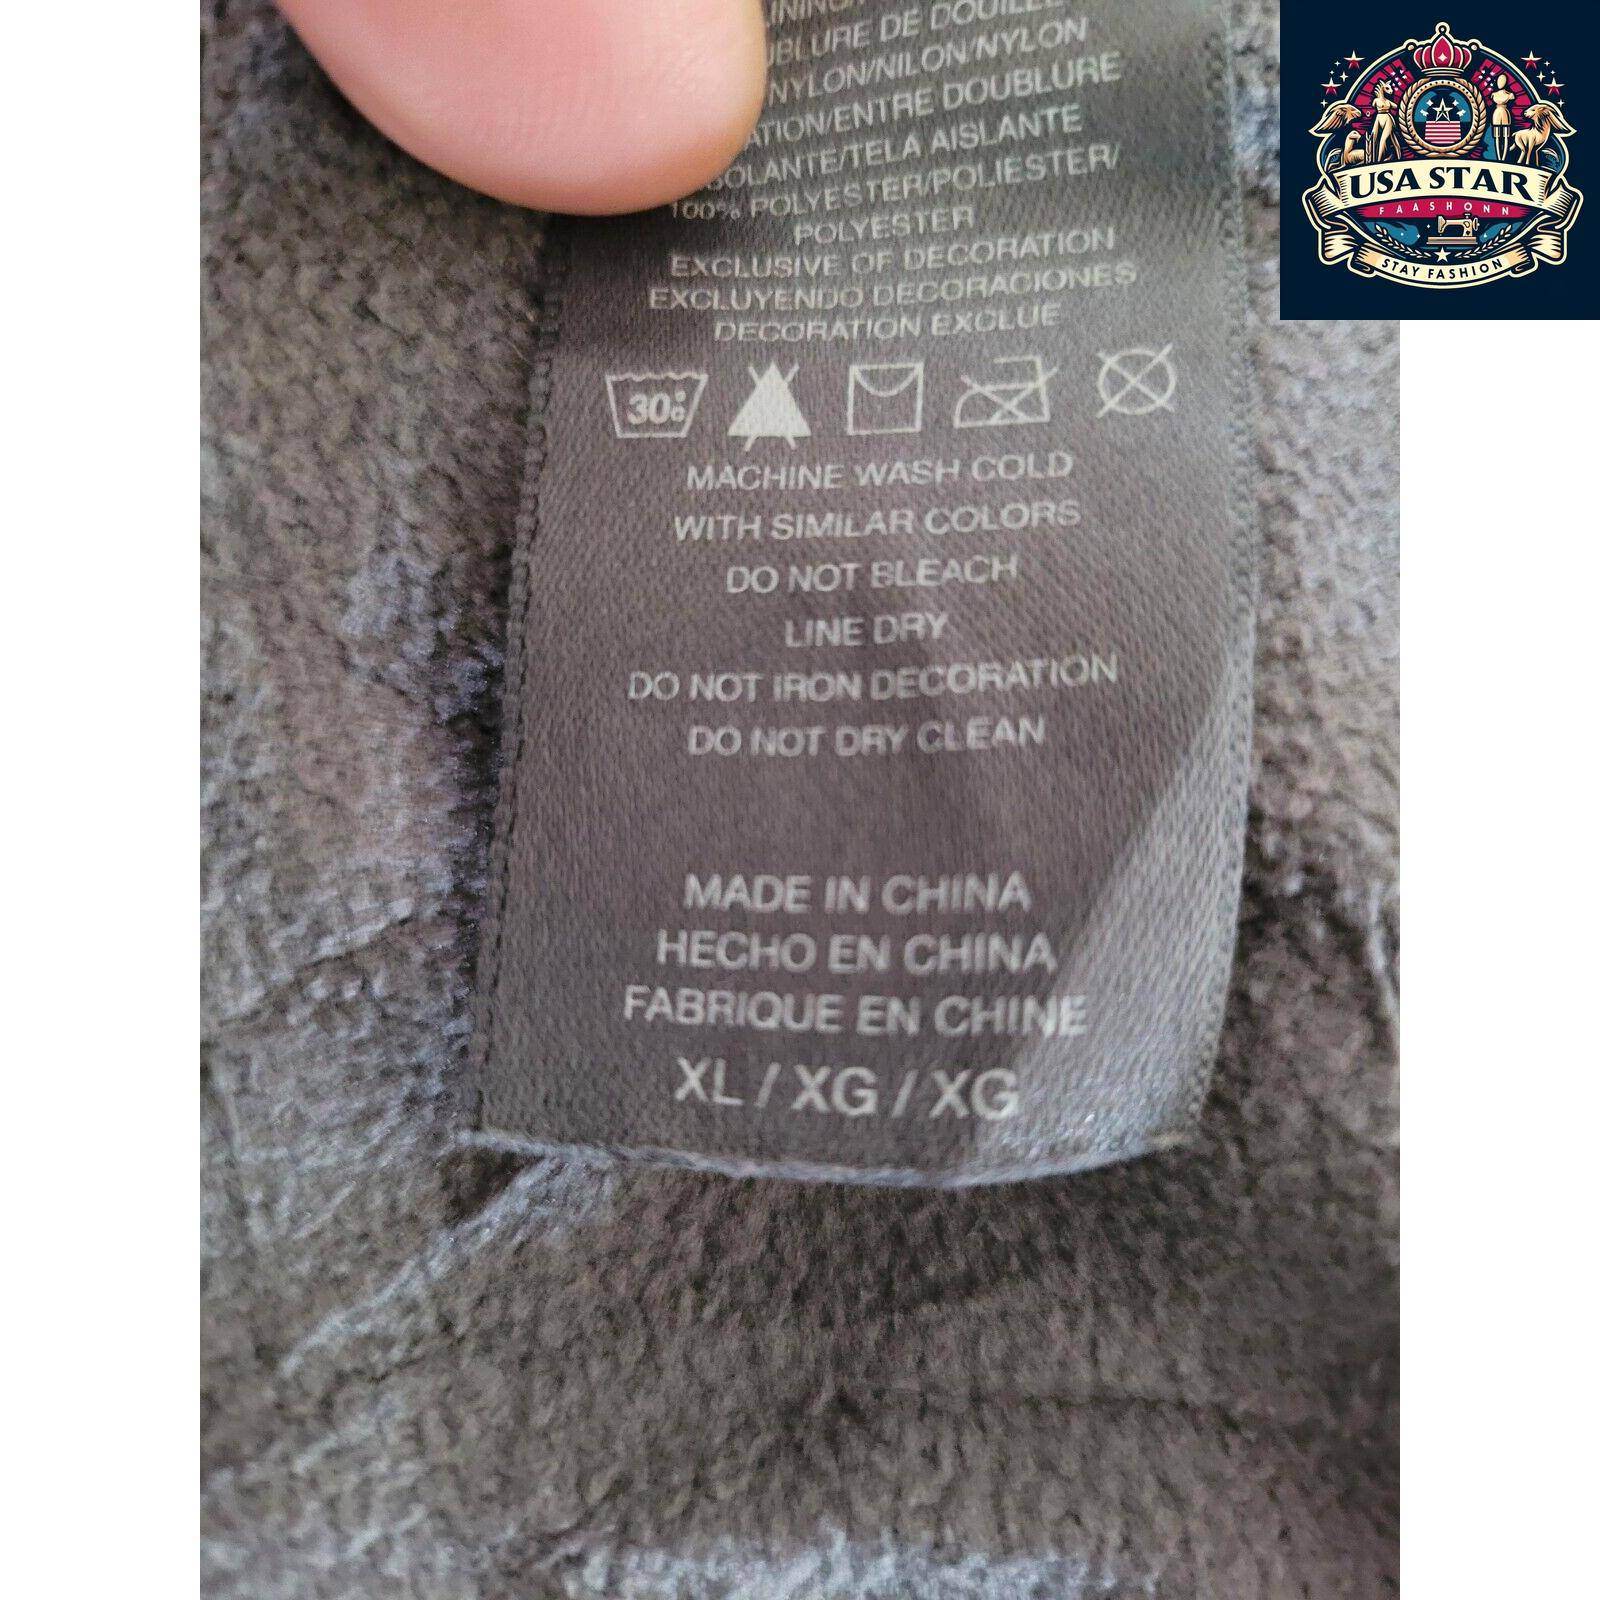 DE DOUILLE
DE DOUBLURE
NYLON/NILON/NYLON
/ENTRE DOUBLURE
/TELA AISLANTE
100% POLYESTER/POLIESTER/
POLYESTER
EXCLUSIVE OF DECORATION
EXCLUYENDO DECORACIONES
DECORATION EXCLUE
30°c
MACHINE WASH COLD
WITH SIMILAR COLORS
DO NOT BLEACH
LINE DRY
DO NOT IRON DECORATION
DO NOT DRY CLEAN
MADE IN CHINA
HECHO EN CHINA
FABRIQUE EN CHINE
XL / XG / XG
USA STAR
FAASHONN
STAY FASHION